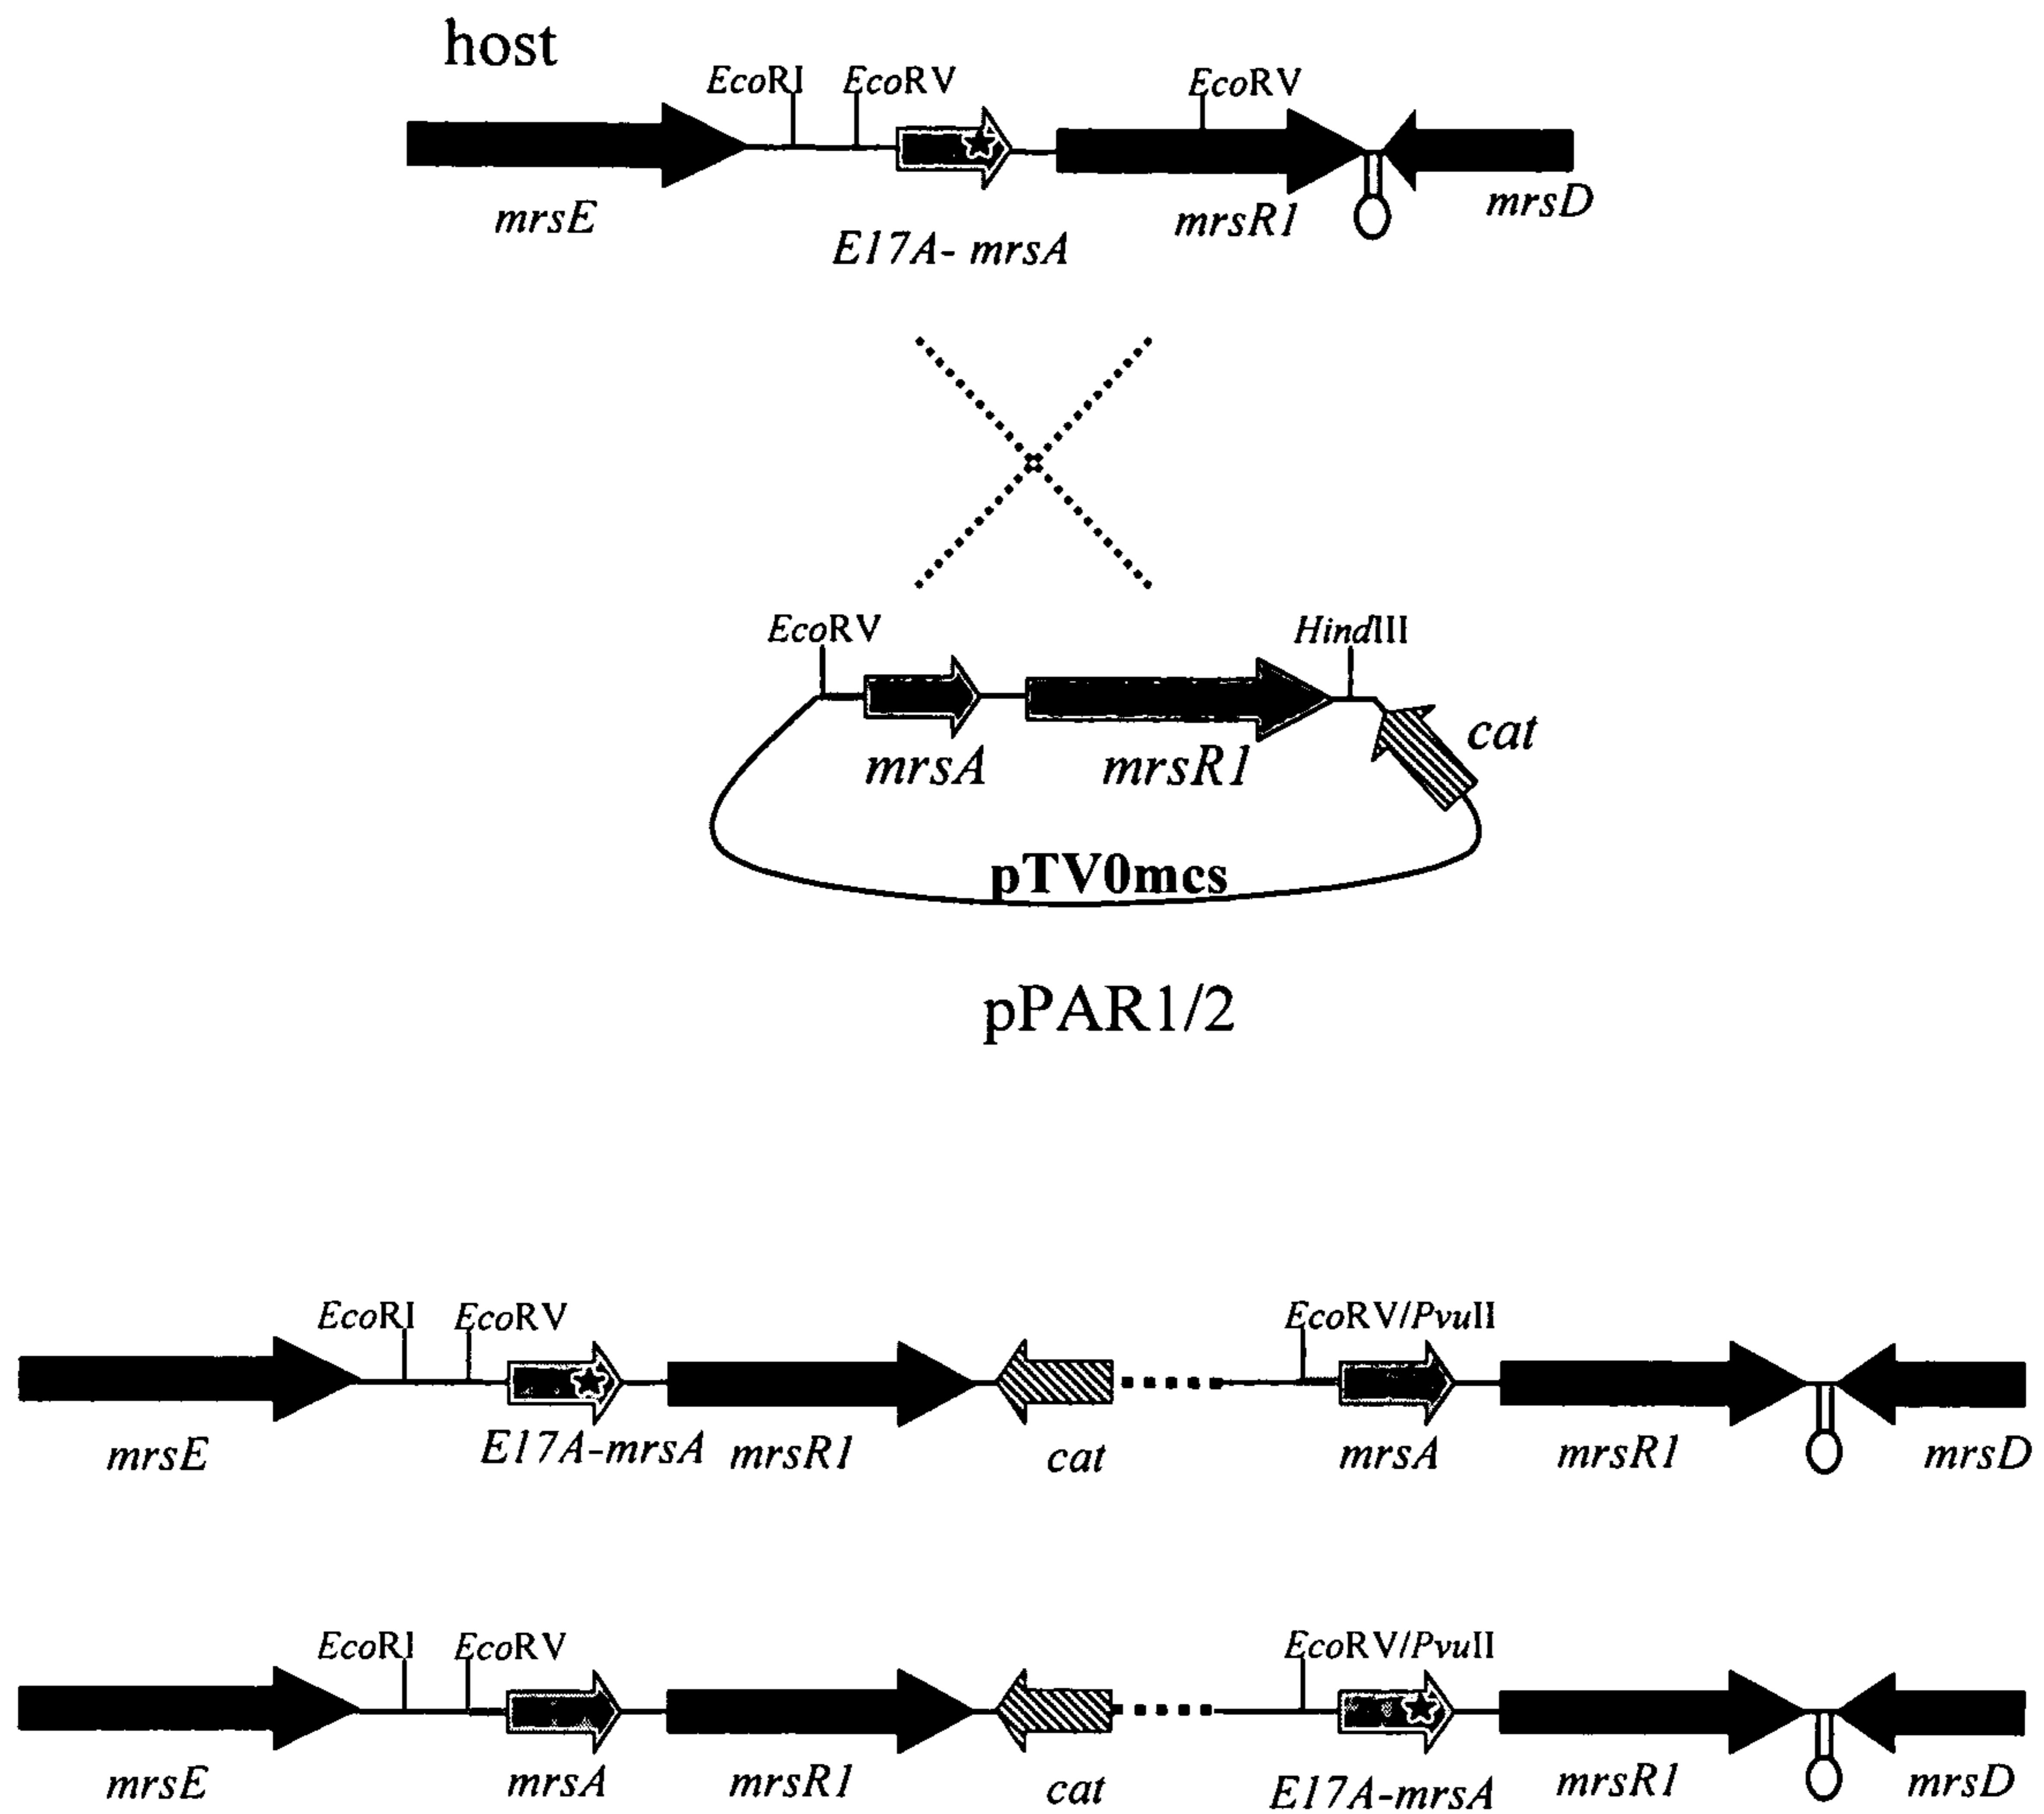 host
EcoRI EcoRV EcoRV
mrsE E17A- mrsA mrsR1 mrsD
EcoRV HindIII
mrsA mrsR1 cat
pTV0mcs
pPAR1/2
EcoRI EcoRV EcoRV/PvuII
mrsE E17A-mrsA mrsR1 cat mrsA mrsR1 mrsD
EcoRI EcoRV EcoRV/PvuII
mrsE mrsA mrsR1 cat E17A-mrsA mrsR1 mrsD